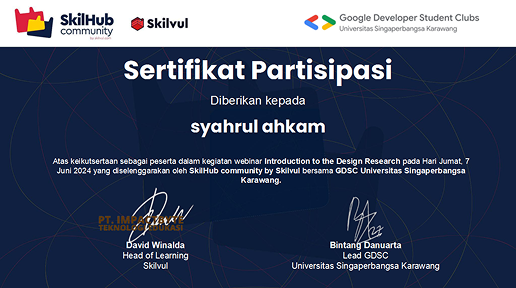 SkilHub
community
by skilvul.com
Skilvul
Google Developer Student Clubs
Universitas Singaperbangsa Karawang
Sertifikat Partisipasi
Diberikan kepada
syahrul ahkam
Atas keikutsertaan sebagai peserta dalam kegiatan webinar Introduction to the Design Research pada Hari Jumat, 7
Juni 2024 yang diselenggarakan oleh SkilHub community by Skilvul bersama GDSC Universitas Singaperbangsa
Karawang.
PT. IMPACTBYTE
TEKNOLOGI EDUKASI
David Winalda
Head of Learning
Skilvul
Bintang Danuarta
Lead GDSC
Universitas Singaperbangsa Karawang